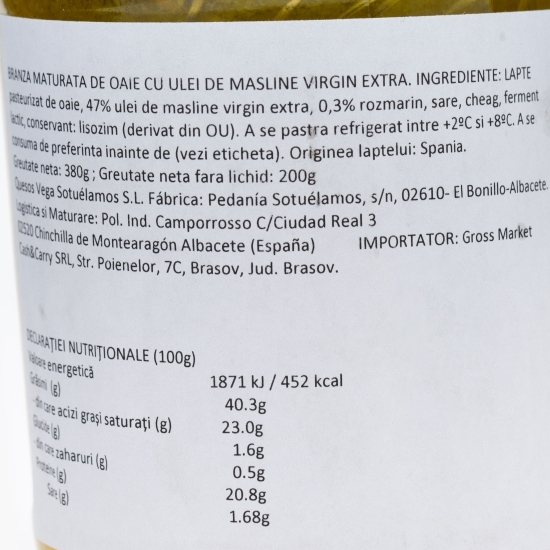 BRANZA MATURATA DE OAIE CU ULEI DE MASLINE VIRGIN EXTRA. INGREDIENTE: LAPTE
pasteurizat de oaie, 47% ulei de masline virgin extra, 0,3% rozmarin, sare, cheag, ferment
lactic, conservant: lisozim (derivat din OU). A se pastra refrigerat intre +2ºC si +8ºC. A se
consuma de preferinta inainte de (vezi eticheta). Originea laptelui: Spania.
Greutate neta: 380g; Greutate neta fara lichid: 200g
Quesos Vega Sotuélamos S.L. Fábrica: Pedanía Sotuélamos, s/n, 02610- El Bonillo-Albacete.
Logistica si Maturare: Pol. Ind. Camporrosso C/Ciudad Real 3
02520 Chinchilla de Montearagón Albacete (España) IMPORTATOR: Gross Market
Cash&Carry SRL, Str. Poienelor, 7C, Brasov, Jud. Brasov.
DECLARAȚIEI NUTRIȚIONALE (100g)
Valoare energetică 1871 kJ / 452 kcal
Grăsimi (g) 40.3g
-din care acizi grași saturați (g) 23.0g
Glucide (g) 1.6g
-din care zaharuri (g) 0.5g
Proteine (g) 20.8g
Sare (g) 1.68g